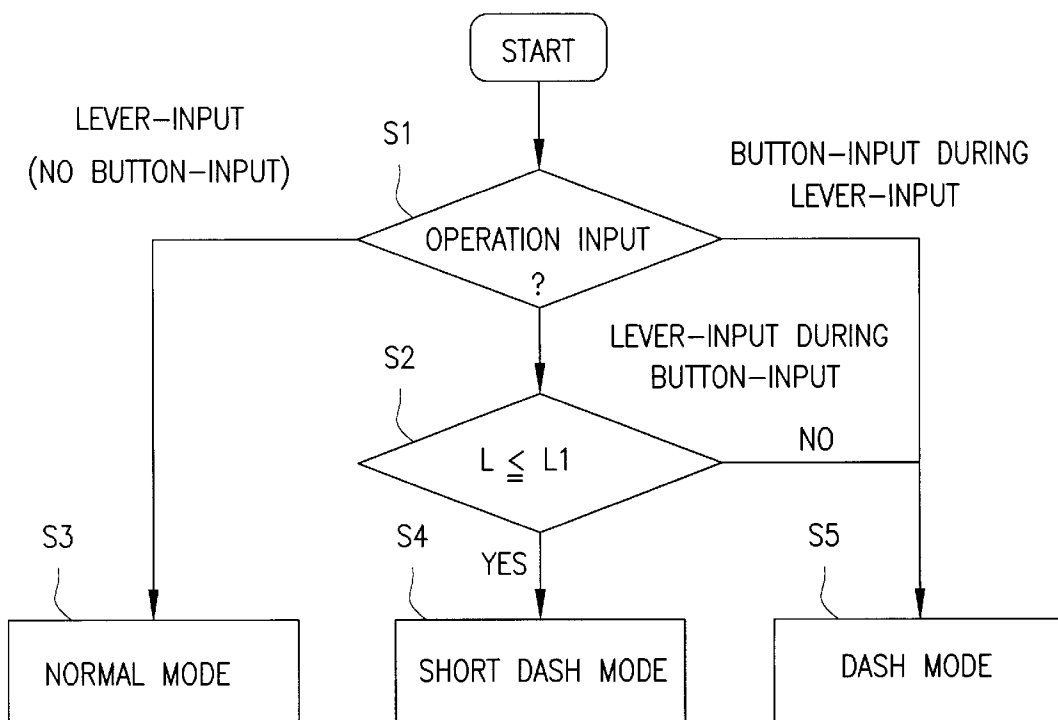 START
LEVER-INPUT
(NO BUTTON-INPUT)
S1
BUTTON-INPUT DURING
LEVER-INPUT
OPERATION INPUT
?
LEVER-INPUT DURING
BUTTON-INPUT
S2
L ≦ L1
NO
YES
S3
S4
S5
NORMAL MODE
SHORT DASH MODE
DASH MODE